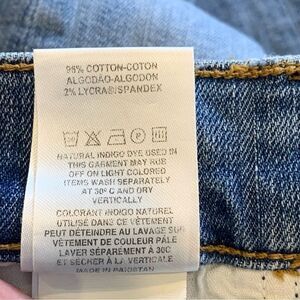 98% COTTON-COTON
ALGODÃO-ALGODON
2% LYCRA®/SPANDEX
NATURAL INDIGO DYE USED IN
THIS GARMENT MAY RUB
OFF ON LIGHT COLORED
ITEMS WASH SEPARATELY
AT 30º C AND DRY
VERTICALLY
COLORANT INDIGO NATUREL
UTILISÉ DANS CE VÊTEMENT
PEUT DÉTEINDRE AU LAVAGE SUR
VÊTEMENT DE COULEUR PÂLE
LAVER SÉPARÉMENT À 30C
ET SÉCHER À LA VERTICALE
MADE IN PAKISTAN